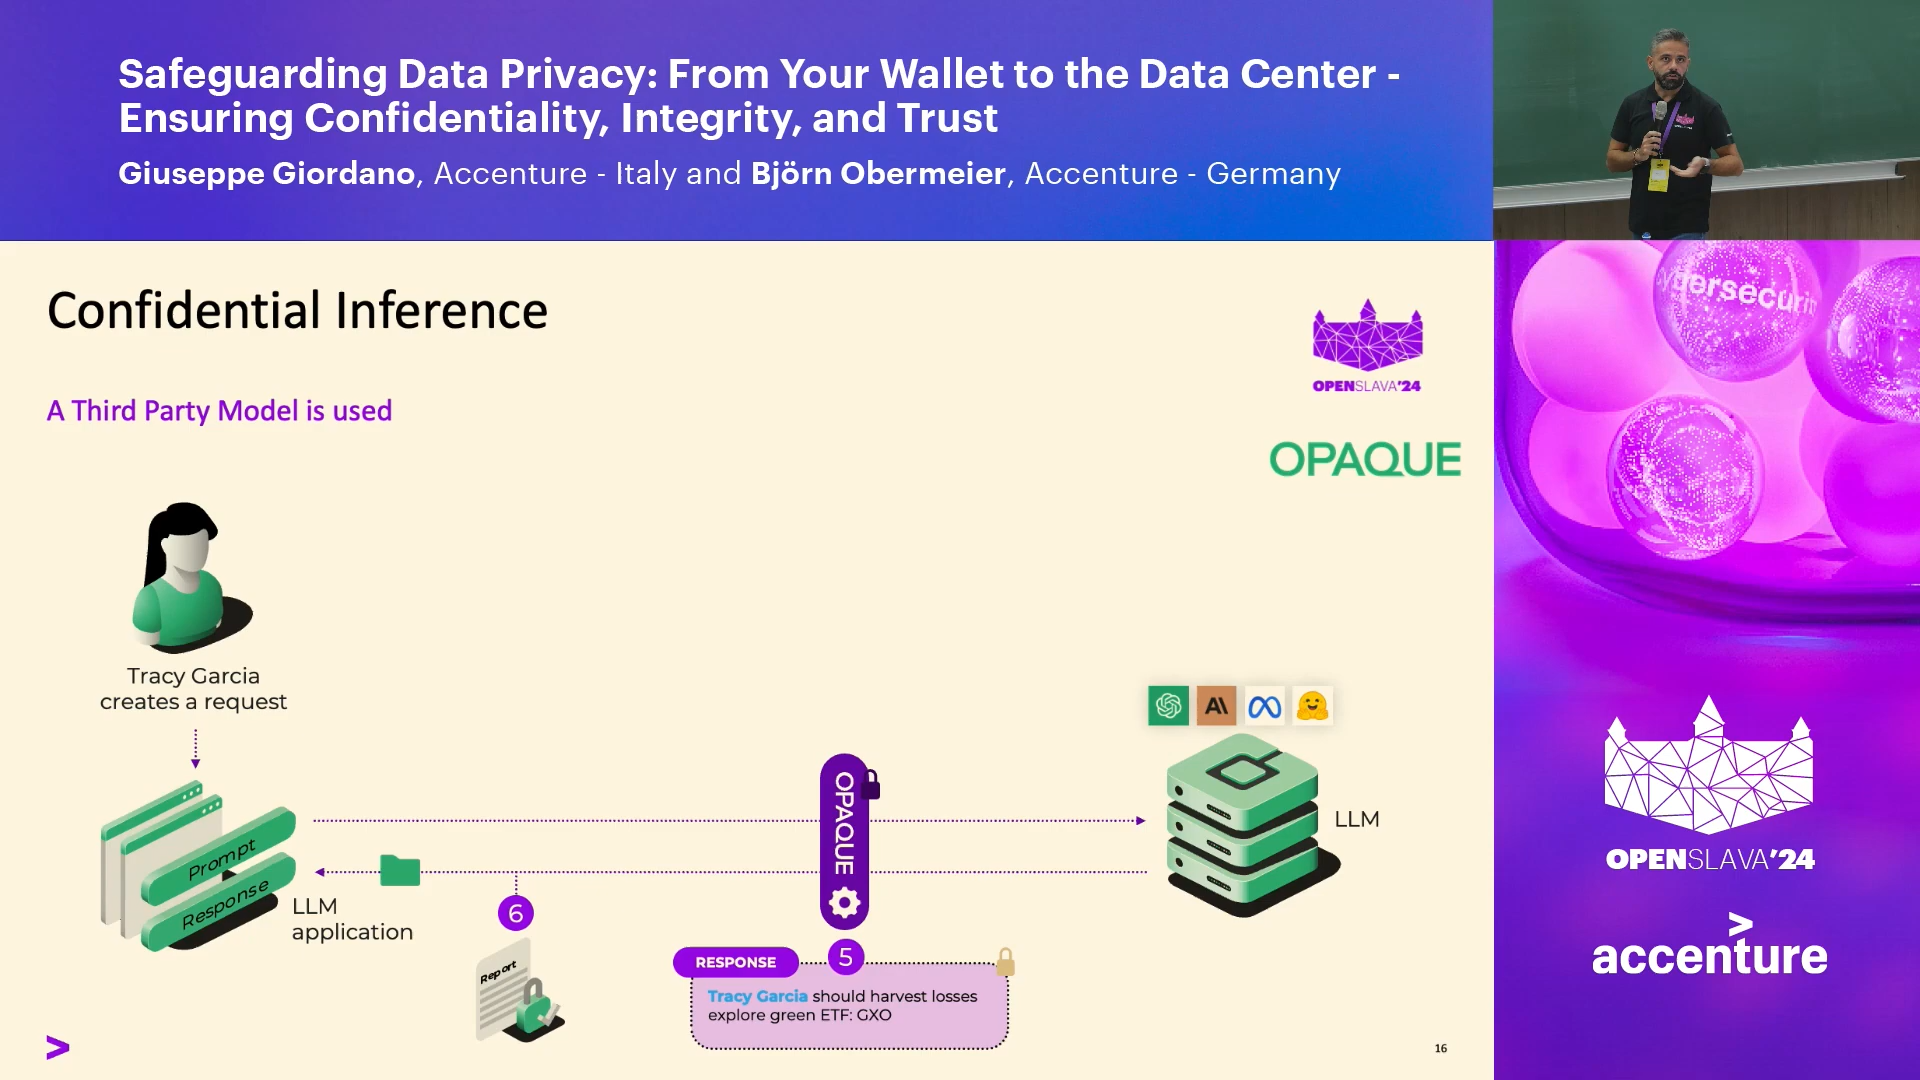 Safeguarding Data Privacy: From Your Wallet to the Data Center -
Ensuring Confidentiality, Integrity, and Trust
Giuseppe Giordano, Accenture - Italy and Björn Obermeier, Accenture - Germany
Confidential Inference
OPENSLAVA'24
A Third Party Model is used
OPAQUE
Tracy Garcia
creates a request
Prompt
Response
LLM
application
OPAQUE
LLM
6
Report
5
RESPONSE
Tracy Garcia should harvest losses
explore green ETF: GXO
16
OPENSLAVA'24
accenture